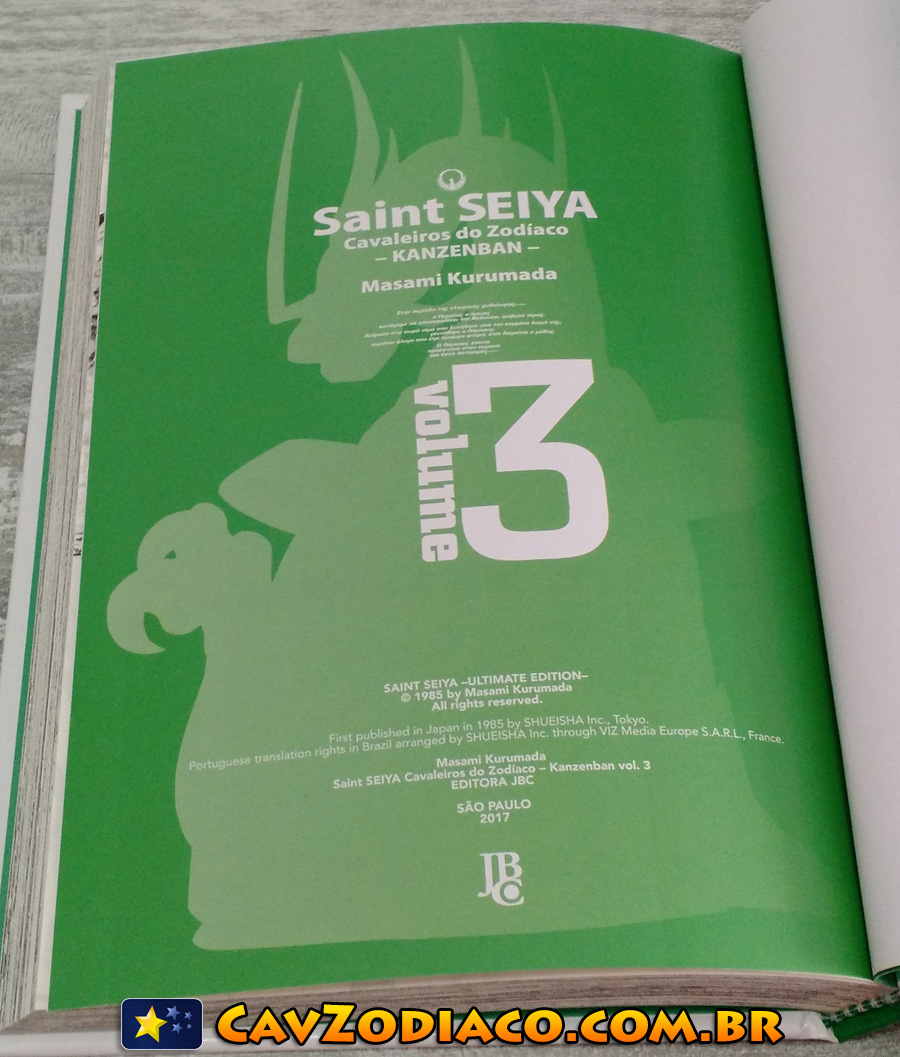 Saint SEIYA
Cavaleiros do Zodíaco
– KANZENBAN –
Masami Kurumada
volume
3
SAINT SEIYA –ULTIMATE EDITION–
© 1985 by Masami Kurumada
All rights reserved.
First published in Japan in 1985 by SHUEISHA Inc., Tokyo.
Portuguese translation rights in Brazil arranged by SHUEISHA Inc. through VIZ Media Europe S.A.R.L., France.
Masami Kurumada
Saint SEIYA Cavaleiros do Zodíaco – Kanzenban vol. 3
EDITORA JBC
SÃO PAULO
2017
JBC
CAVZODIACO.COM.BR